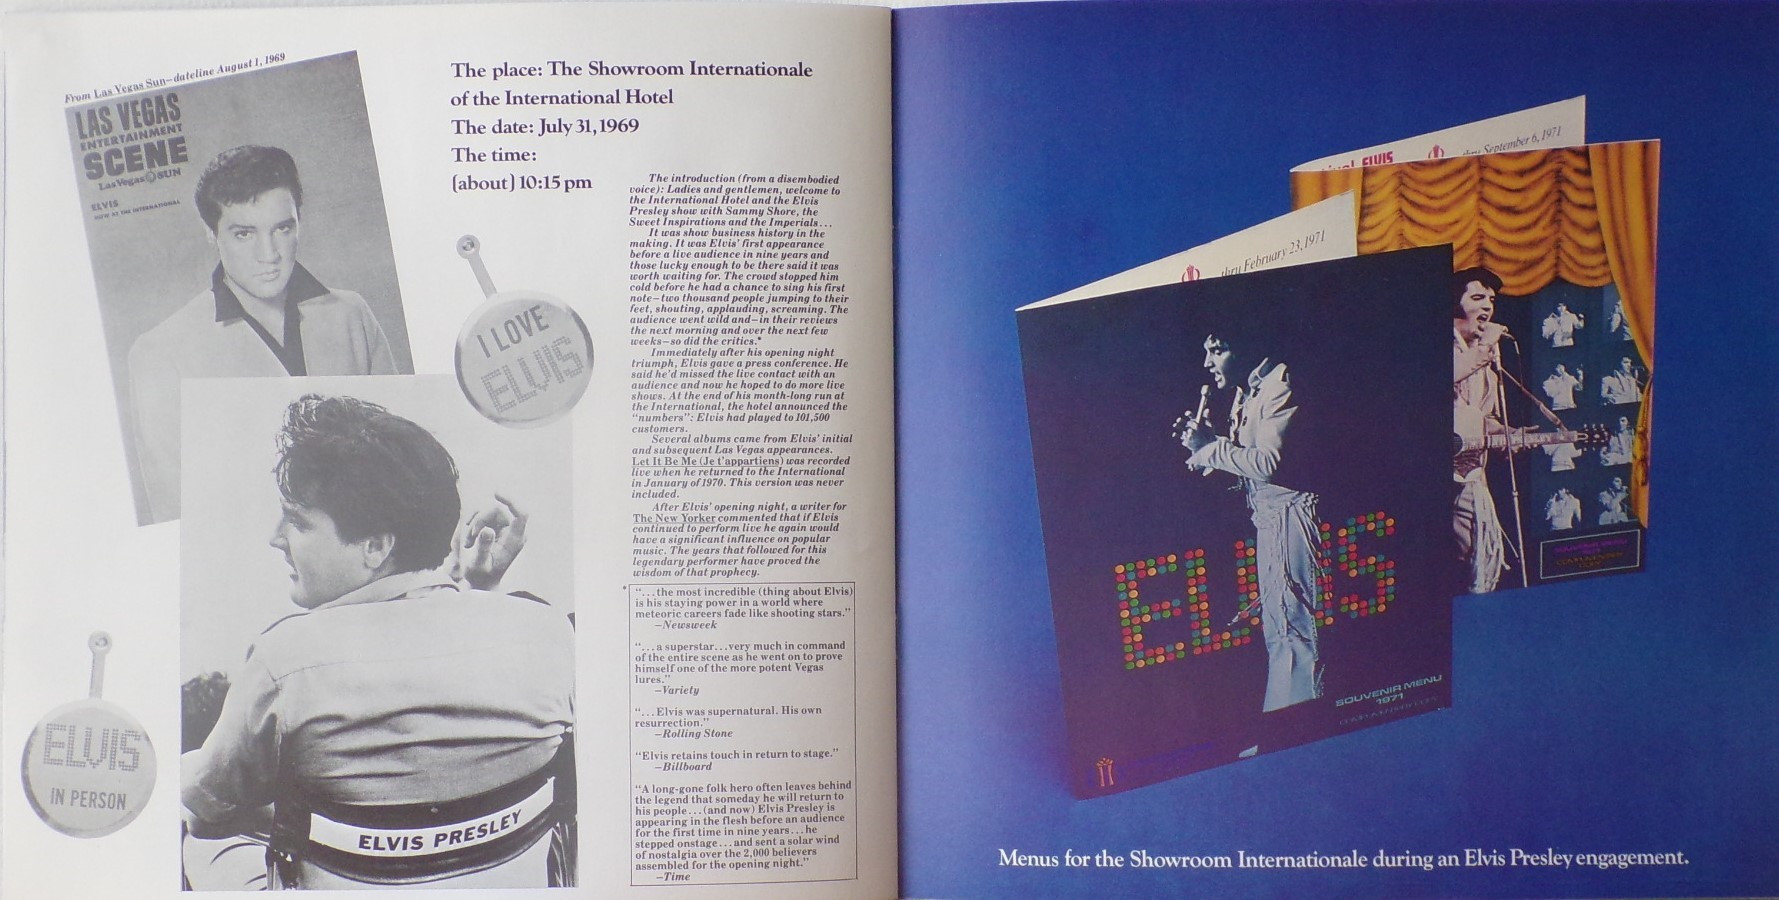 From Las Vegas Sun—dateline August 1, 1969
LAS VEGAS
ENTERTAINMENT
SCENE
Las Vegas SUN
ELVIS
NOW AT THE INTERNATIONAL
The place: The Showroom Internationale
of the International Hotel
The date: July 31, 1969
The time:
(about) 10:15 pm
I LOVE
ELVIS
ELVIS
IN PERSON
ELVIS PRESLEY
The introduction (from a disembodied
voice): Ladies and gentlemen, welcome to
the International Hotel and the Elvis
Presley show with Sammy Shore, the
Sweet Inspirations and the Imperials...
It was show business history in the
making. It was Elvis' first appearance
before a live audience in nine years and
those lucky enough to be there said it was
worth waiting for. The crowd stopped him
cold before he had a chance to sing his first
note—two thousand people jumping to their
feet, shouting, applauding, screaming. The
audience went wild and—in their reviews
the next morning and over the next few
weeks—so did the critics.*
Immediately after his opening night
triumph, Elvis gave a press conference. He
said he'd missed the live contact with an
audience and now he hoped to do more live
shows. At the end of his month-long run at
the International, the hotel announced the
"numbers": Elvis had played to 101,500
customers.
Several albums came from Elvis' initial
and subsequent Las Vegas appearances.
Let It Be Me (Je t'appartiens) was recorded
live when he returned to the International
in January of 1970. This version was never
included.
After Elvis' opening night, a writer for
The New Yorker commented that if Elvis
continued to perform live he again would
have a significant influence on popular
music. The years that followed for this
legendary performer have proved the
wisdom of that prophecy.
* "...the most incredible (thing about Elvis)
is his staying power in a world where
meteoric careers fade like shooting stars."
—Newsweek
"...a superstar...very much in command
of the entire scene as he went on to prove
himself one of the more potent Vegas
lures."
—Variety
"...Elvis was supernatural. His own
resurrection."
—Rolling Stone
"Elvis retains touch in return to stage."
—Billboard
"A long-gone folk hero often leaves behind
the legend that someday he will return to
his people...(and now) Elvis Presley is
appearing in the flesh before an audience
for the first time in nine years...he
stepped onstage...and sent a solar wind
of nostalgia over the 2,000 believers
assembled for the opening night."
—Time
ELVIS
thru September 6, 1971
thru February 23, 1971
ELVIS
SOUVENIR MENU
1971
Menus for the Showroom Internationale during an Elvis Presley engagement.